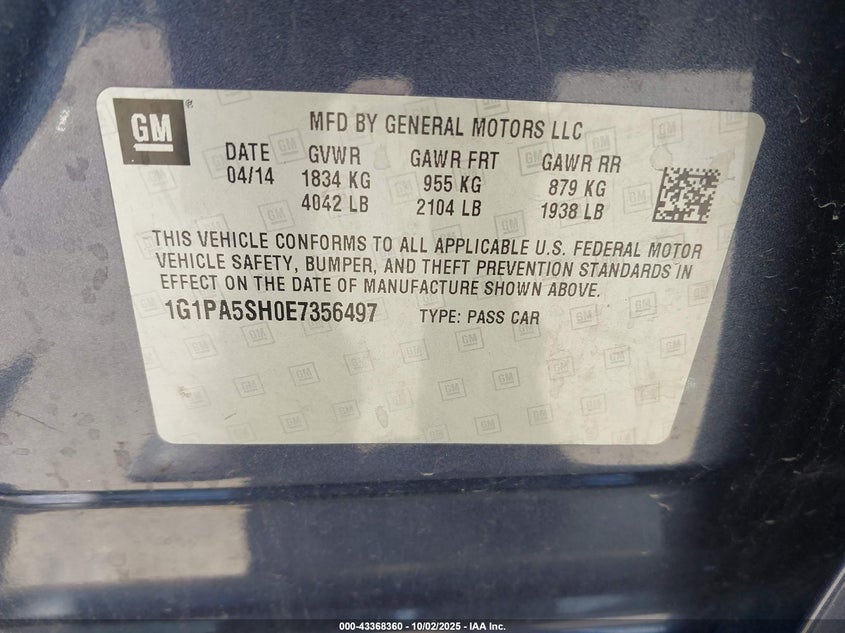 GM ®
MFD BY GENERAL MOTORS LLC
DATE GVWR GAWR FRT GAWR RR
04/14 1834 KG 955 KG 879 KG
4042 LB 2104 LB 1938 LB
THIS VEHICLE CONFORMS TO ALL APPLICABLE U.S. FEDERAL MOTOR
VEHICLE SAFETY, BUMPER, AND THEFT PREVENTION STANDARDS IN
EFFECT ON THE DATE OF MANUFACTURE SHOWN ABOVE.
1G1PA5SH0E7356497 TYPE: PASS CAR
000-43368360 - 10/02/2025 - IAA Inc.